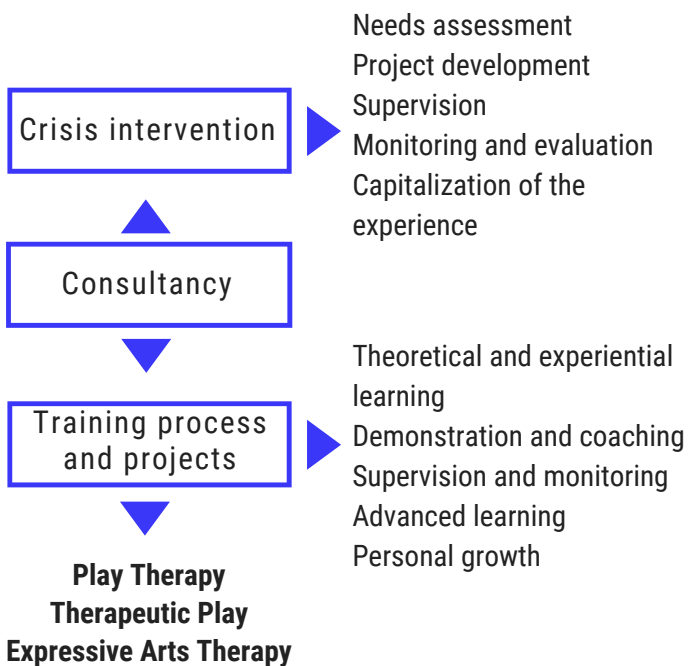 Crisis intervention
Needs assessment
Project development
Supervision
Monitoring and evaluation
Capitalization of the
experience
Consultancy
Training process
and projects
Theoretical and experiential
learning
Demonstration and coaching
Supervision and monitoring
Advanced learning
Personal growth
Play Therapy
Therapeutic Play
Expressive Arts Therapy